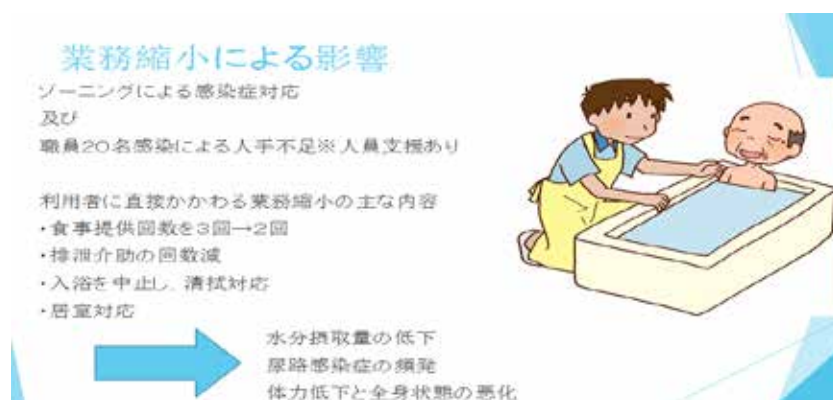 業務縮小による影響
ゾーニングによる感染症対応
及び
職員20名感染による人手不足※人員支援あり
利用者に直接かかわる業務縮小の主な内容
・食事提供回数を3回→2回
・排泄介助の回数減
・入浴を中止し、清拭対応
・居室対応
水分摂取量の低下
尿路感染症の頻発
体力低下と全身状態の悪化